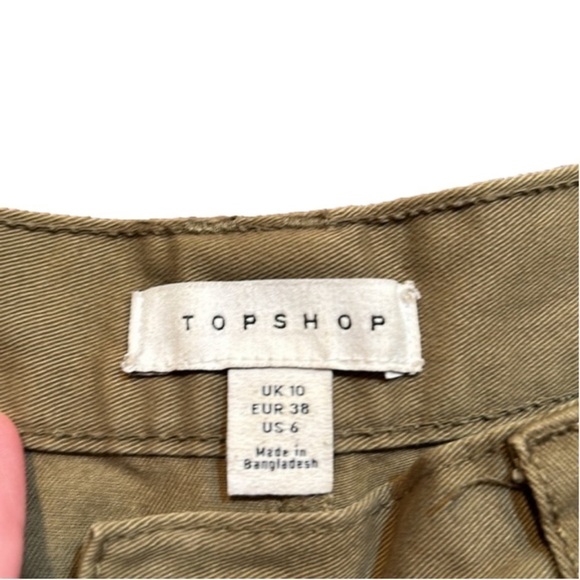 TOPSHOP
UK 10
EUR 38
US 6
Made in
Bangladesh